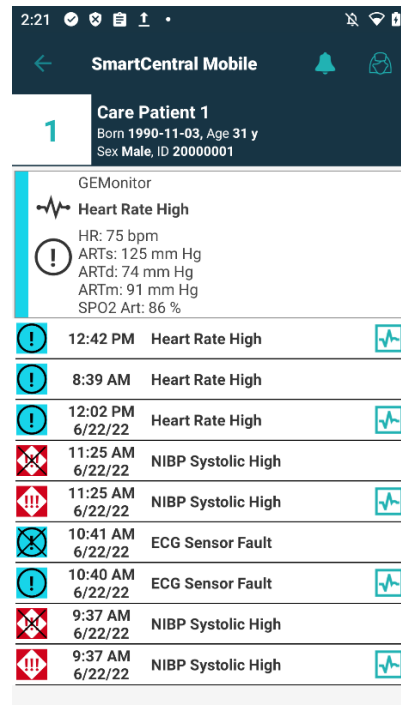 2:21
SmartCentral Mobile
1
Care Patient 1
Born 1990-11-03, Age 31 y
Sex Male, ID 20000001
GEMonitor
Heart Rate High
HR: 75 bpm
ARTs: 125 mm Hg
ARTd: 74 mm Hg
ARTm: 91 mm Hg
SPO2 Art: 86 %
12:42 PM Heart Rate High
8:39 AM Heart Rate High
12:02 PM
6/22/22 Heart Rate High
11:25 AM
6/22/22 NIBP Systolic High
11:25 AM
6/22/22 NIBP Systolic High
10:41 AM
6/22/22 ECG Sensor Fault
10:40 AM
6/22/22 ECG Sensor Fault
9:37 AM
6/22/22 NIBP Systolic High
9:37 AM
6/22/22 NIBP Systolic High